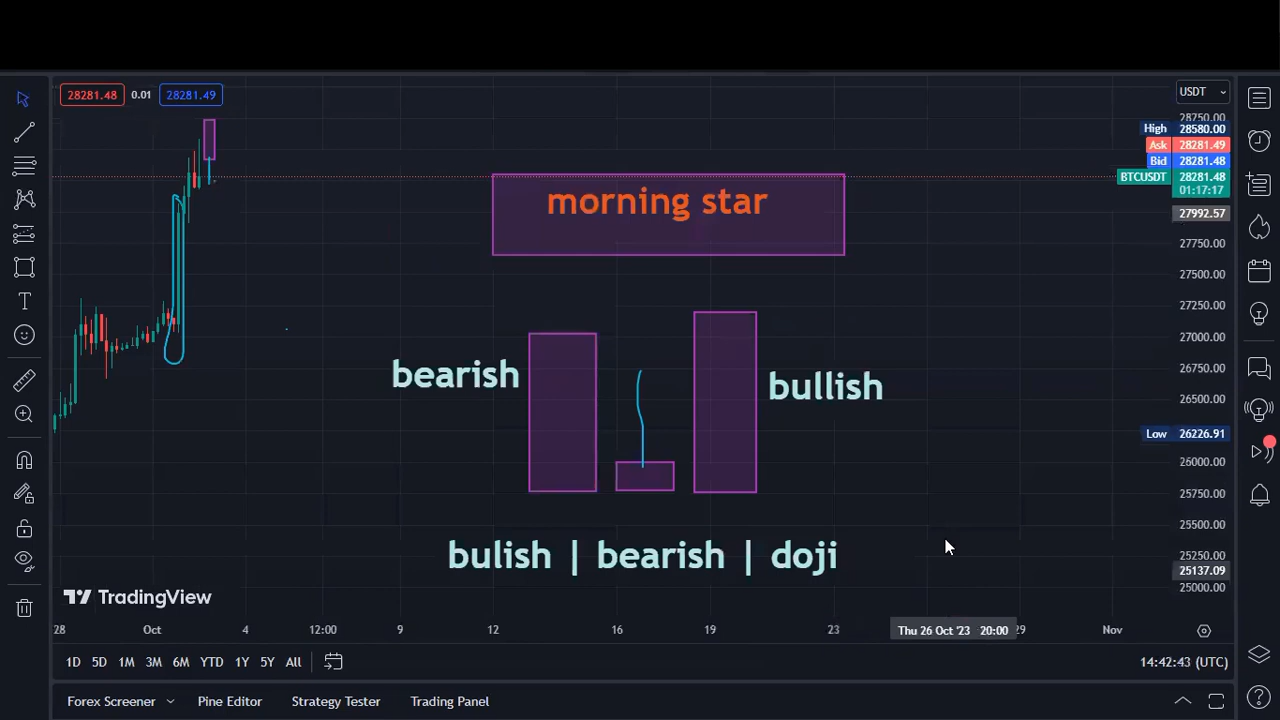 28281.48 0.01 28281.49
USDT
28750.00
High 28580.00
Ask 28281.49
Bid 28281.48
BTCUSDT 28281.48
01:17:17
27992.57
27750.00
27500.00
27250.00
27000.00
26750.00
26500.00
Low 26226.91
26000.00
25750.00
25500.00
25250.00
25137.09
25000.00
morning star
bearish
bullish
bulish | bearish | doji
TradingView
28 Oct 4 12:00 9 12 16 19 23 Thu 26 Oct '23 20:00 29 Nov
1D 5D 1M 3M 6M YTD 1Y 5Y All 14:42:43 (UTC)
Forex Screener Pine Editor Strategy Tester Trading Panel